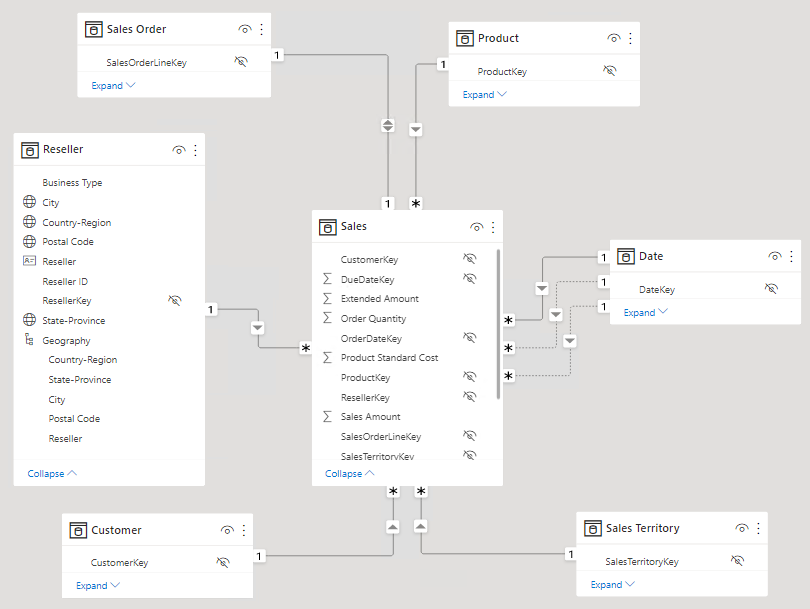 Sales Order
SalesOrderLineKey
Expand
1
Product
ProductKey
Expand
1
Reseller
Business Type
City
Country-Region
Postal Code
Reseller
Reseller ID
ResellerKey
State-Province
Geography
Country-Region
State-Province
City
Postal Code
Reseller
Collapse
1
*
1
*
Sales
CustomerKey
DueDateKey
Extended Amount
Order Quantity
OrderDateKey
Product Standard Cost
ProductKey
ResellerKey
Sales Amount
SalesOrderLineKey
SalesTerritoryKey
Collapse
*
*
*
*
*
1
1
1
Date
DateKey
Expand
Customer
CustomerKey
Expand
1
1
Sales Territory
SalesTerritoryKey
Expand